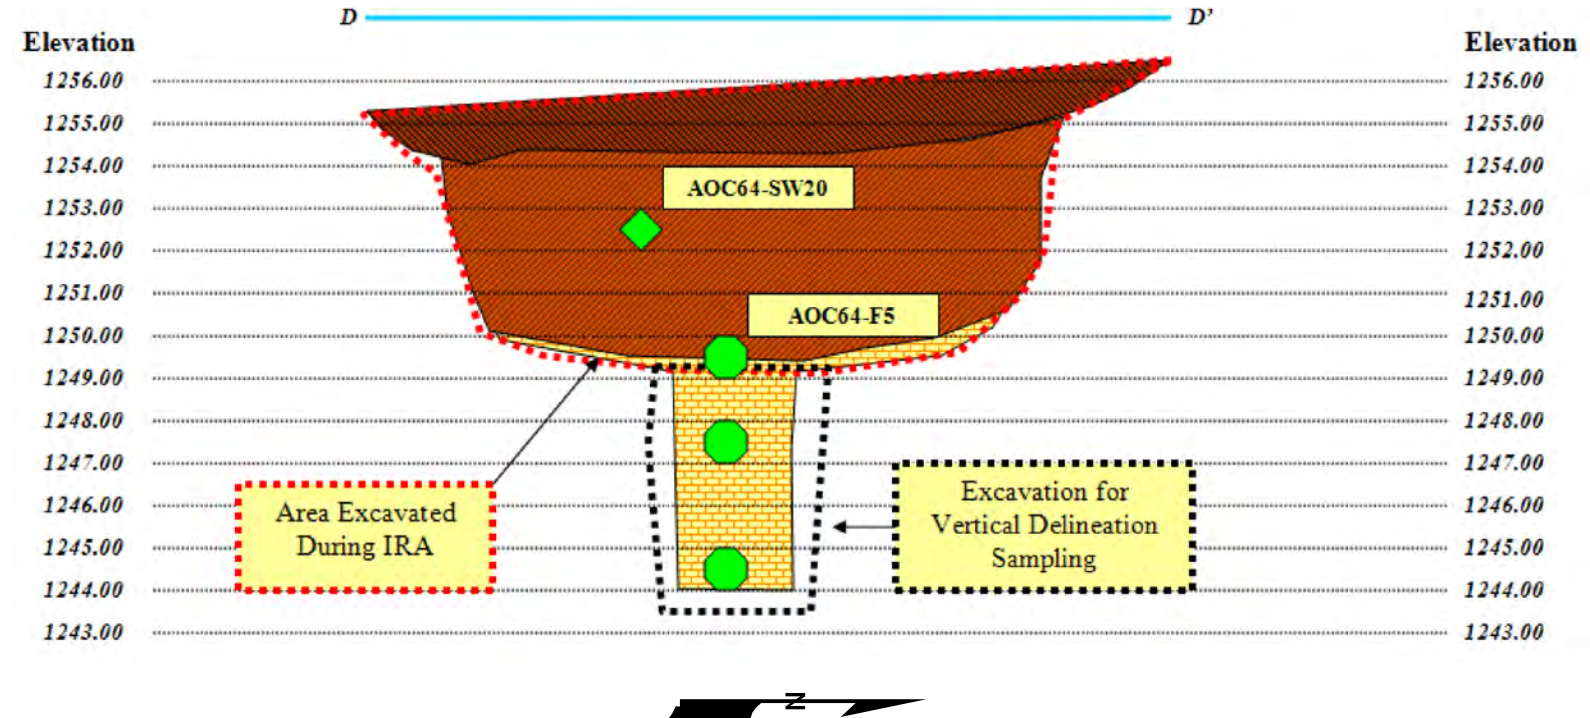 D D’
Elevation Elevation
1256.00 1256.00
1255.00 1255.00
1254.00 1254.00
AOC64-SW20
1253.00 1253.00
1252.00 1252.00
1251.00 1251.00
AOC64-F5
1250.00 1250.00
1249.00 1249.00
1248.00 1248.00
1247.00 1247.00
Area Excavated
During IRA
Excavation for
Vertical Delineation
Sampling
1246.00 1246.00
1245.00 1245.00
1244.00 1244.00
1243.00 1243.00
N